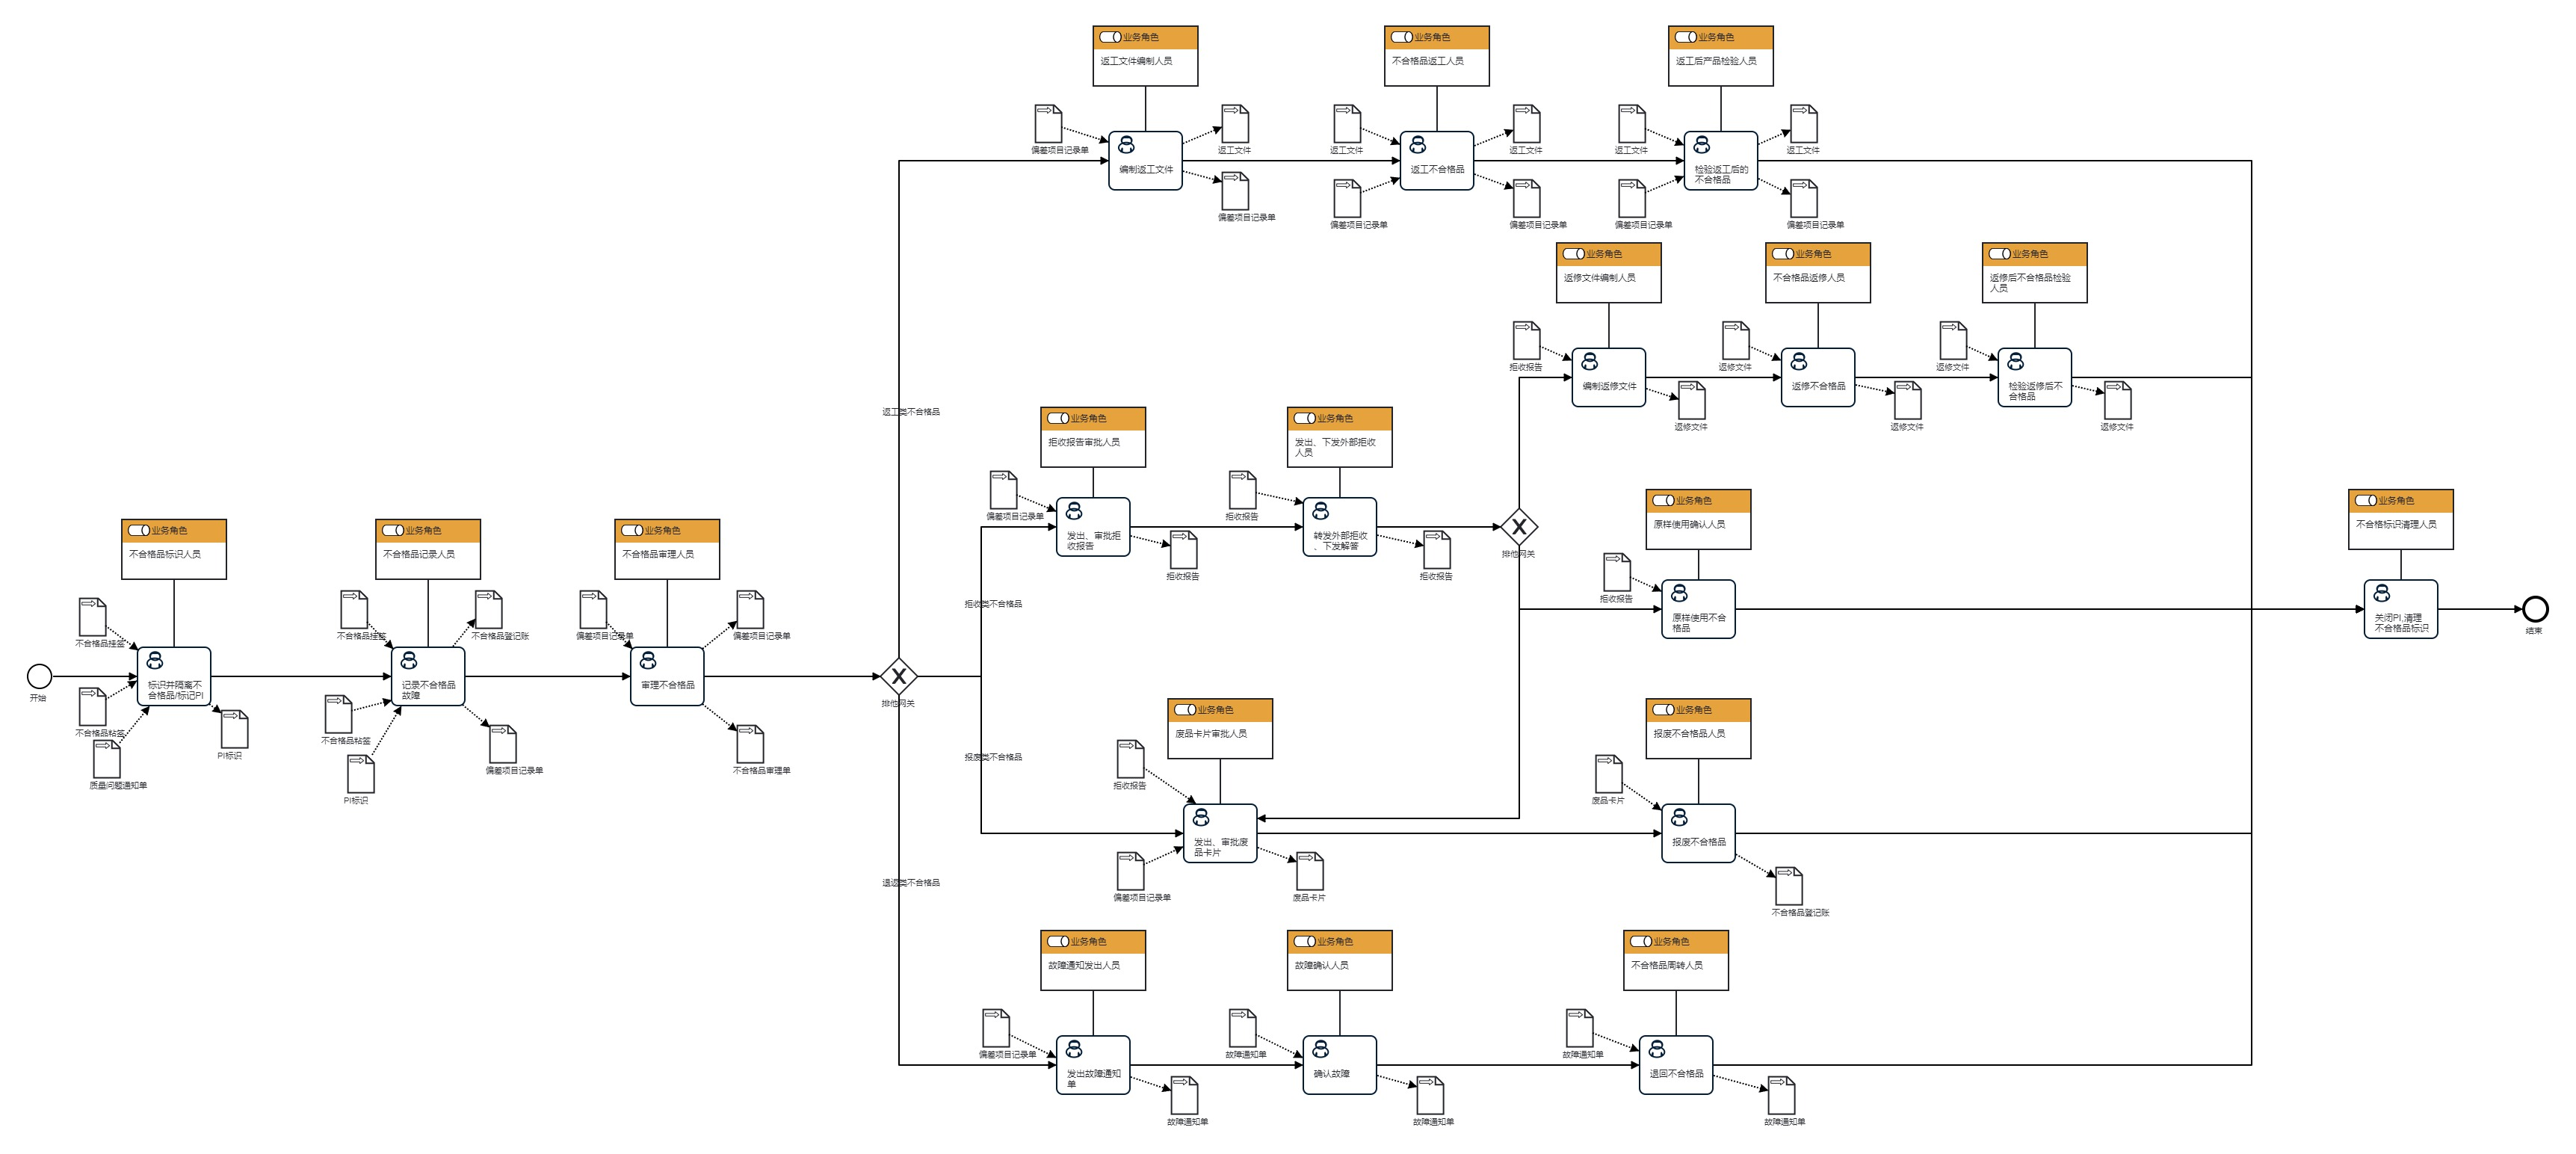 业务角色
返工文件编制人员
业务角色
不合格品返工人员
业务角色
返工后产品检验人员
偏差项目记录单
编制返工文件
返工文件
偏差项目记录单
返工文件
偏差项目记录单
返工不合格品
返工文件
偏差项目记录单
返工文件
偏差项目记录单
检验返工后的
不合格品
返工文件
偏差项目记录单
业务角色
返修文件编制人员
业务角色
不合格品返修人员
业务角色
返修后不合格品检验
人员
拒收报告
编制返修文件
返修文件
返修文件
返修不合格品
返修文件
返修文件
检验返修后不
合格品
返修文件
返工类不合格品
业务角色
拒收报告审批人员
业务角色
发出、下发外部拒收
人员
偏差项目记录单
发出、审批拒
收报告
拒收报告
拒收报告
转发外部拒收
、下发解答
拒收报告
排他网关
业务角色
原样使用确认人员
拒收报告
原样使用不合
格品
业务角色
不合格标识清理人员
关闭PI,清理
不合格品标识
结束
业务角色
不合格品标识人员
业务角色
不合格品记录人员
业务角色
不合格品审理人员
开始
不合格品挂签
不合格品粘签
质量问题通知单
标识并隔离不
合格品/标记PI
PI标识
不合格品挂签
不合格品粘签
PI标识
记录不合格品
故障
不合格品登记账
偏差项目记录单
偏差项目记录单
审理不合格品
偏差项目记录单
不合格品审理单
排他网关
拒收类不合格品
报废类不合格品
退返类不合格品
业务角色
废品卡片审批人员
拒收报告
偏差项目记录单
发出、审批废
品卡片
废品卡片
业务角色
报废不合格品人员
废品卡片
报废不合格品
不合格品登记账
业务角色
故障通知发出人员
业务角色
故障确认人员
业务角色
不合格品周转人员
偏差项目记录单
发出故障通知
单
故障通知单
故障通知单
确认故障
故障通知单
故障通知单
退回不合格品
故障通知单